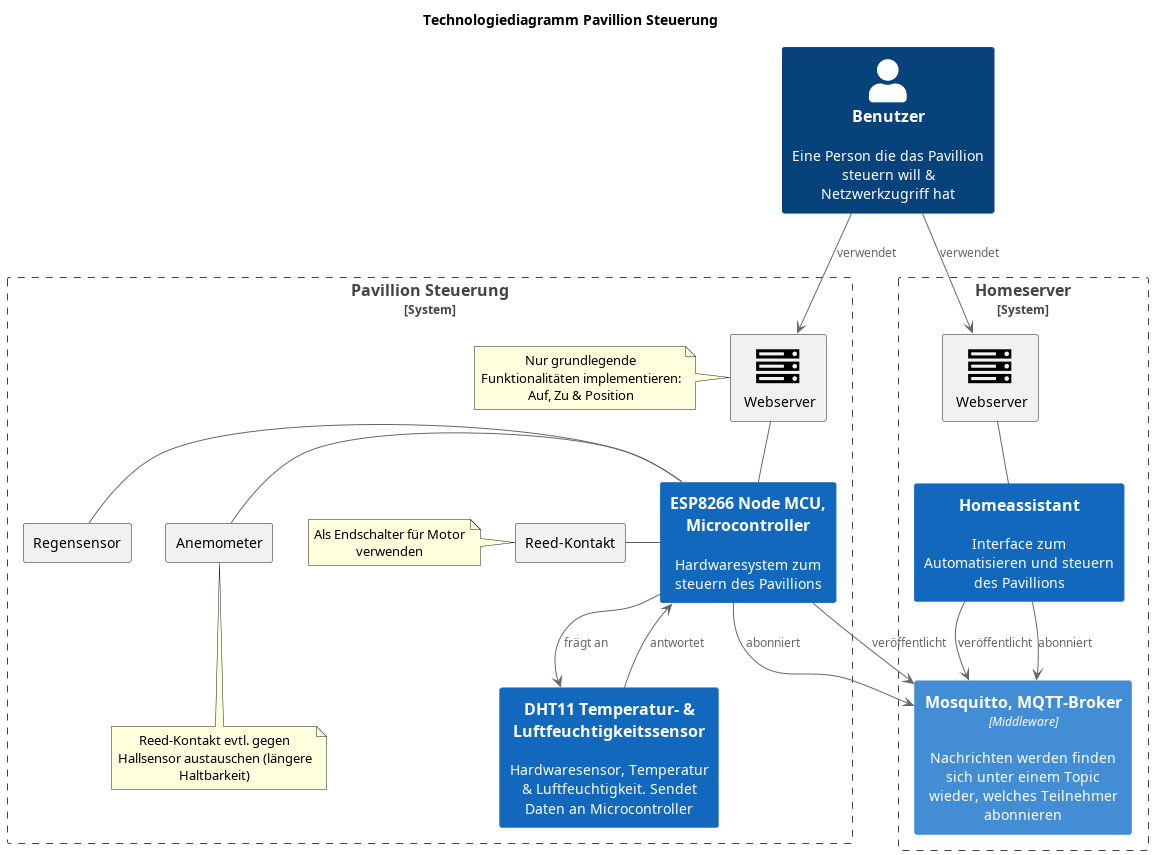 Technologiediagramm Pavillion Steuerung
Benutzer
Eine Person die das Pavillion
steuern will &
Netzwerkzugriff hat
verwendet
verwendet
Pavillion Steuerung
[System]
Homeserver
[System]
Nur grundlegende
Funktionalitäten implementieren:
Auf, Zu & Position
Webserver
Webserver
Regensensor
Anemometer
Als Endschalter für Motor
verwenden
Reed-Kontakt
ESP8266 Node MCU,
Microcontroller
Hardwaresystem zum
steuern des Pavillions
Homeassistant
Interface zum
Automatisieren und steuern
des Pavillions
frägt an
antwortet
abonniert
veröffentlicht
veröffentlicht
abonniert
Reed-Kontakt evtl. gegen
Hallsensor austauschen (längere
Haltbarkeit)
DHT11 Temperatur- &
Luftfeuchtigkeitssensor
Hardwaresensor, Temperatur
& Luftfeuchtigkeit. Sendet
Daten an Microcontroller
Mosquitto, MQTT-Broker
[Middleware]
Nachrichten werden finden
sich unter einem Topic
wieder, welches Teilnehmer
abonnieren